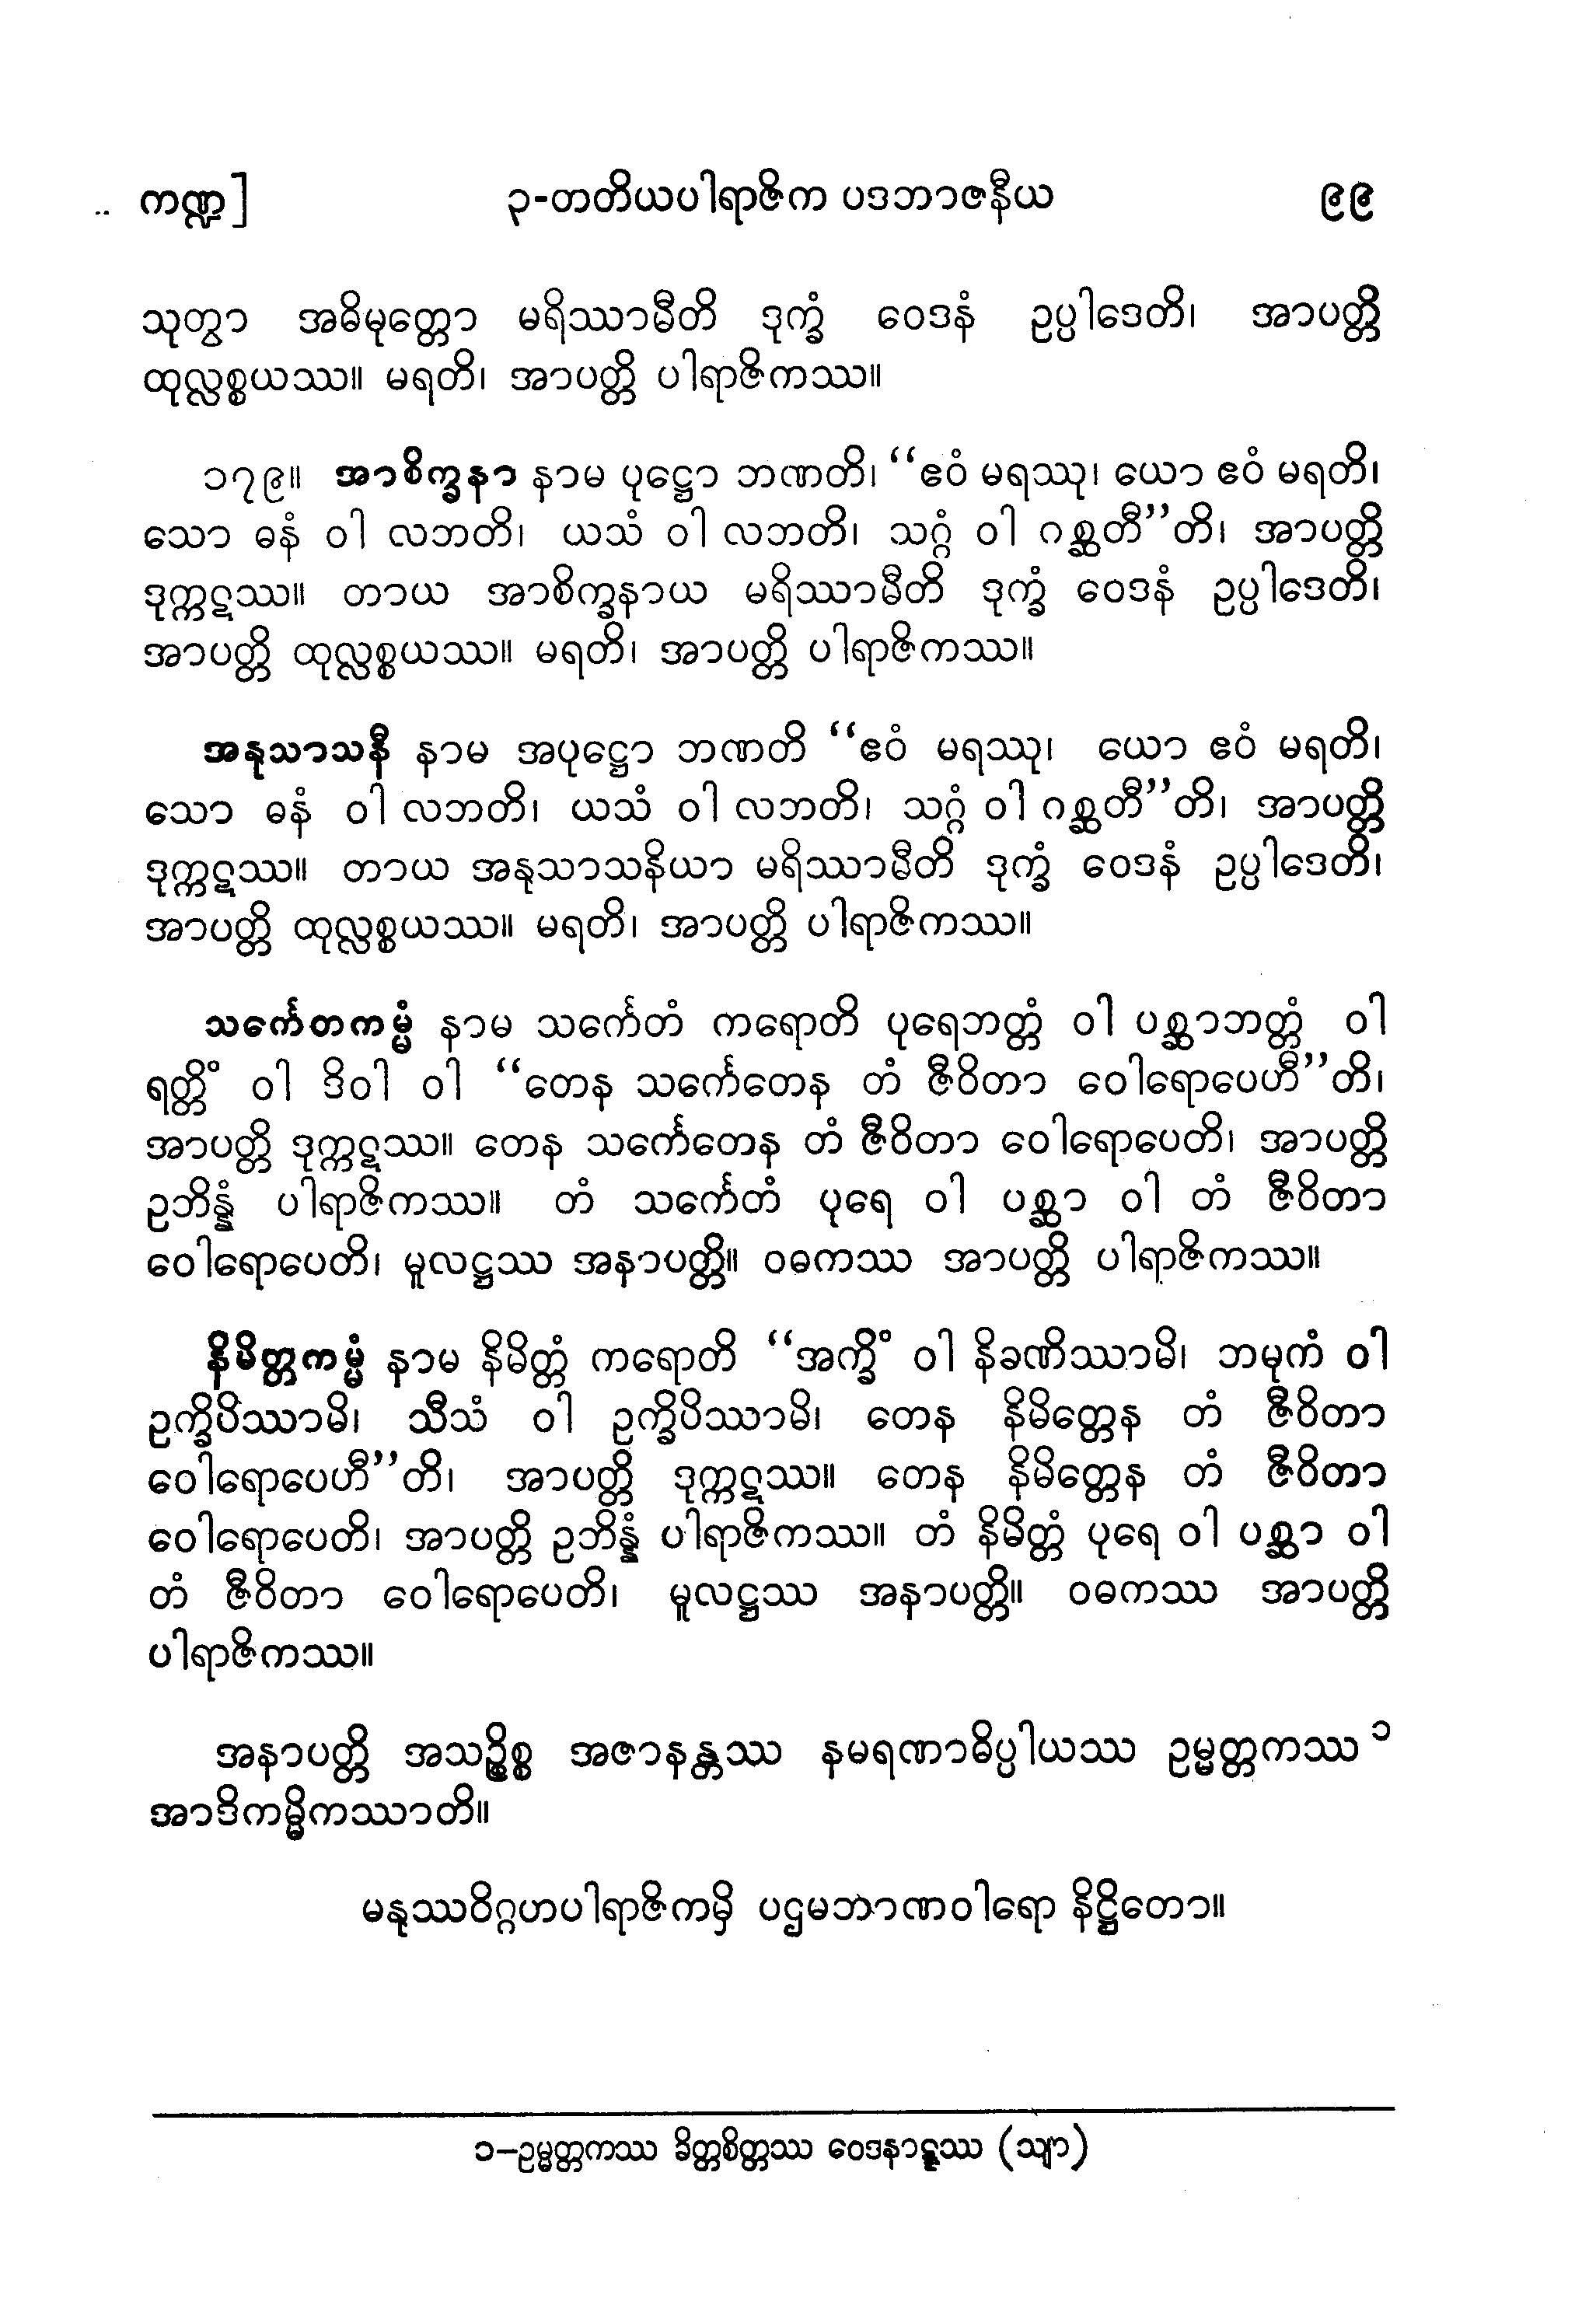 ကဏ္ဍ] ၃-တတိယပါရာဇိက ပဒဘာဇနီယ ၉၉
သုတွာ အဓိမုတ္တော မရိဿာမီတိ ဒုက္ခံ ဝေဒနံ ဥပ္ပါဒေတိ၊ အာပတ္တိ
ထုလ္လစ္စယဿ။ မရတိ၊ အာပတ္တိ ပါရာဇိကဿ။
၁၇၉။ အာစိက္ခနာ နာမ ပုဋ္ဌော ဘဏတိ၊ “ဧဝံ မရဿု၊ ယော ဧဝံ မရတိ၊
သော ဓနံ ဝါ လဘတိ၊ ယသံ ဝါ လဘတိ၊ သဂ္ဂံ ဝါ ဂစ္ဆတီ”တိ၊ အာပတ္တိ
ဒုက္ကဋဿ။ တာယ အာစိက္ခနာယ မရိဿာမီတိ ဒုက္ခံ ဝေဒနံ ဥပ္ပါဒေတိ၊
အာပတ္တိ ထုလ္လစ္စယဿ။ မရတိ၊ အာပတ္တိ ပါရာဇိကဿ။
အနုသာသနီ နာမ အပုဋ္ဌော ဘဏတိ “ဧဝံ မရဿု၊ ယော ဧဝံ မရတိ၊
သော ဓနံ ဝါ လဘတိ၊ ယသံ ဝါ လဘတိ၊ သဂ္ဂံ ဝါ ဂစ္ဆတီ”တိ၊ အာပတ္တိ
ဒုက္ကဋဿ။ တာယ အနုသာသနိယာ မရိဿာမီတိ ဒုက္ခံ ဝေဒနံ ဥပ္ပါဒေတိ၊
အာပတ္တိ ထုလ္လစ္စယဿ။ မရတိ၊ အာပတ္တိ ပါရာဇိကဿ။
သင်္ကေတကမ္မံ နာမ သင်္ကေတံ ကရောတိ ပုရေဘတ္တံ ဝါ ပစ္ဆာဘတ္တံ ဝါ
ရတ္တိံ ဝါ ဒိဝါ ဝါ “တေန သင်္ကေတေန တံ ဇီဝိတာ ဝေါရောပေဟီ”တိ၊
အာပတ္တိ ဒုက္ကဋဿ။ တေန သင်္ကေတေန တံ ဇီဝိတာ ဝေါရောပေတိ၊ အာပတ္တိ
ဥဘိန္နံ ပါရာဇိကဿ။ တံ သင်္ကေတံ ပုရေ ဝါ ပစ္ဆာ ဝါ တံ ဇီဝိတာ
ဝေါရောပေတိ၊ မူလဋ္ဌဿ အနာပတ္တိ။ ဝဓကဿ အာပတ္တိ ပါရာဇိကဿ။
နိမိတ္တကမ္မံ နာမ နိမိတ္တံ ကရောတိ “အက္ခိံ ဝါ နိခဏိဿာမိ၊ ဘမုကံ ဝါ
ဥက္ခိပိဿာမိ၊ သီသံ ဝါ ဥက္ခိပိဿာမိ၊ တေန နိမိတ္တေန တံ ဇီဝိတာ
ဝေါရောပေဟီ”တိ၊ အာပတ္တိ ဒုက္ကဋဿ။ တေန နိမိတ္တေန တံ ဇီဝိတာ
ဝေါရောပေတိ၊ အာပတ္တိ ဥဘိန္နံ ပါရာဇိကဿ။ တံ နိမိတ္တံ ပုရေ ဝါ ပစ္ဆာ ဝါ
တံ ဇီဝိတာ ဝေါရောပေတိ၊ မူလဋ္ဌဿ အနာပတ္တိ။ ဝဓကဿ အာပတ္တိ
ပါရာဇိကဿ။
အနာပတ္တိ အသဉ္စိစ္စ အဇာနန္တဿ နမရဏာဓိပ္ပါယဿ ဥမ္မတ္တကဿ ၁
အာဒိကမ္မိကဿာတိ။
မနုဿဝိဂ္ဂဟပါရာဇိကမှိ ပဌမဘာဏဝါရော နိဋ္ဌိတော။
၁–ဥမ္မတ္တကဿ ခိတ္တစိတ္တဿ ဝေဒနာဋ္ဋဿ (သျာ)